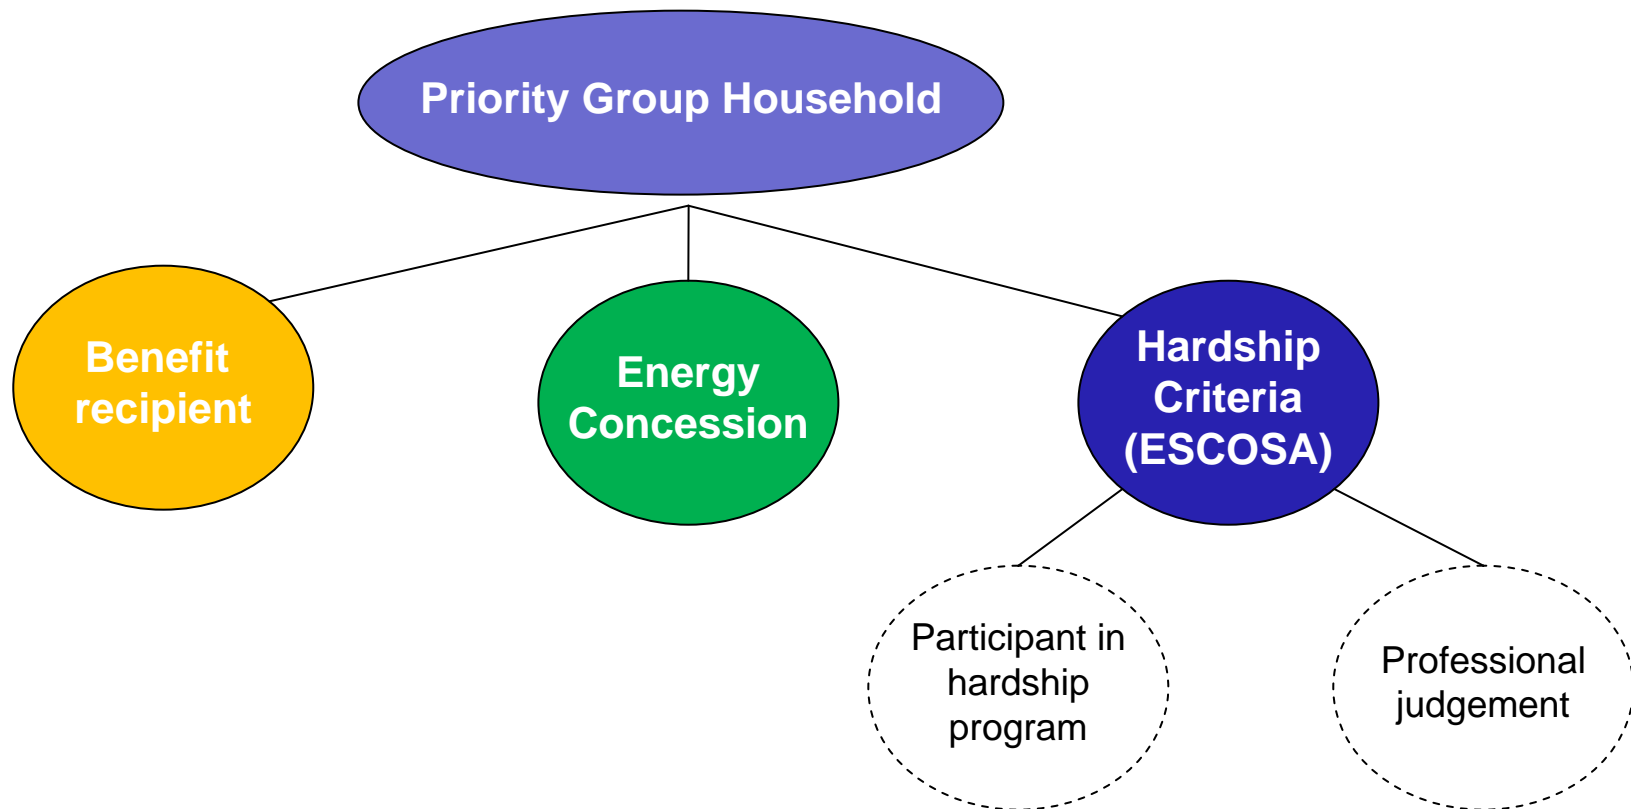 Priority Group Household
Benefit
recipient
Energy
Concession
Hardship
Criteria
(ESCOSA)
Participant in
hardship
program
Professional
judgement